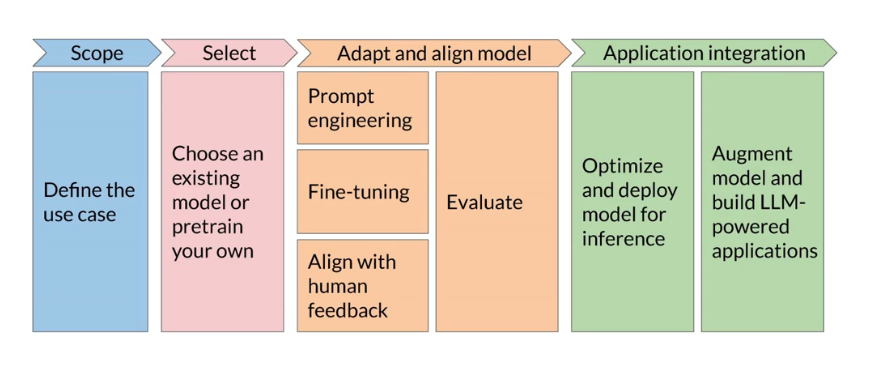 Scope
Select
Adapt and align model
Application integration
Define the
use case
Choose an
existing
model or
pretrain
your own
Prompt
engineering
Fine-tuning
Align with
human
feedback
Evaluate
Optimize
and deploy
model for
inference
Augment
model and
build LLM-
powered
applications